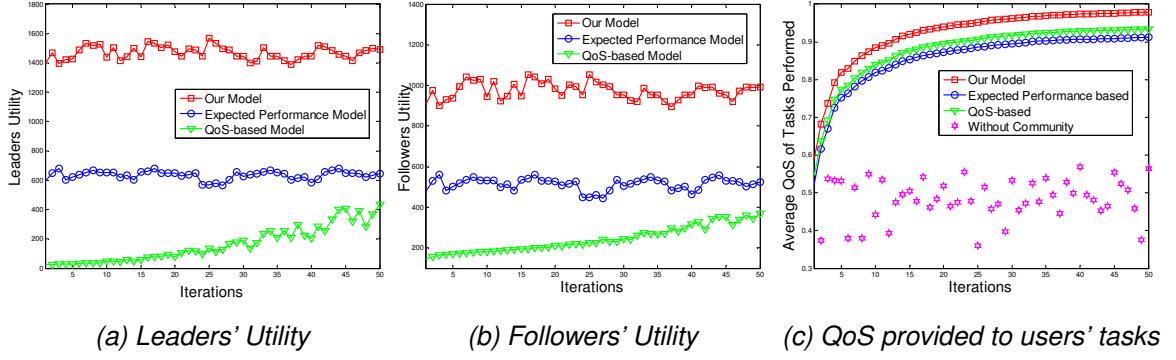 1800
1600
1400
1200
1000
800
600
400
200
0
Leaders Utility
Our Model
Expected Performance Model
QoS-based Model
5 10 15 20 25 30 35 40 45 50
Iterations
(a) Leaders' Utility
1400
1200
1000
800
600
400
200
Followers Utility
Our Model
Expected Performance Model
QoS-based Model
5 10 15 20 25 30 35 40 45 50
Iterations
(b) Followers' Utility
1
0.9
0.8
0.7
0.6
0.5
0.4
0.3
Average QoS of Tasks Performed
Our Model
Expected Performance based
QoS-based
Without Community
5 10 15 20 25 30 35 40 45 50
Iterations
(c) QoS provided to users' tasks